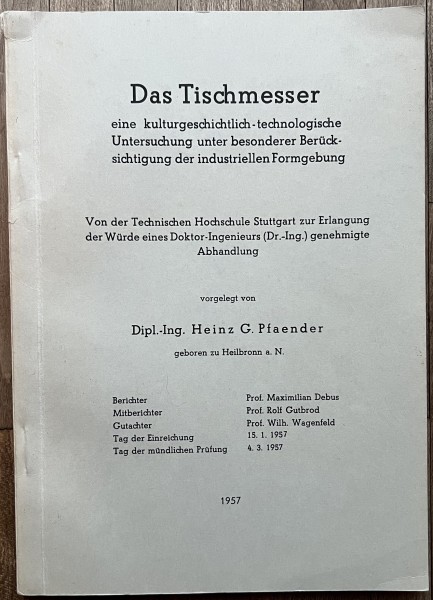 Das Tischmesser
eine kulturgeschichtlich-technologische
Untersuchung unter besonderer Berück-
sichtigung der industriellen Formgebung
Von der Technischen Hochschule Stuttgart zur Erlangung
der Würde eines Doktor-Ingenieurs (Dr.-Ing.) genehmigte
Abhandlung
vorgelegt von
Dipl.-Ing. Heinz G. Pfaender
geboren zu Heilbronn a. N.
Berichter Prof. Maximilian Debus
Mitberichter Prof. Rolf Gutbrod
Gutachter Prof. Wilh. Wagenfeld
Tag der Einreichung 15. 1. 1957
Tag der mündlichen Prüfung 4. 3. 1957
1957